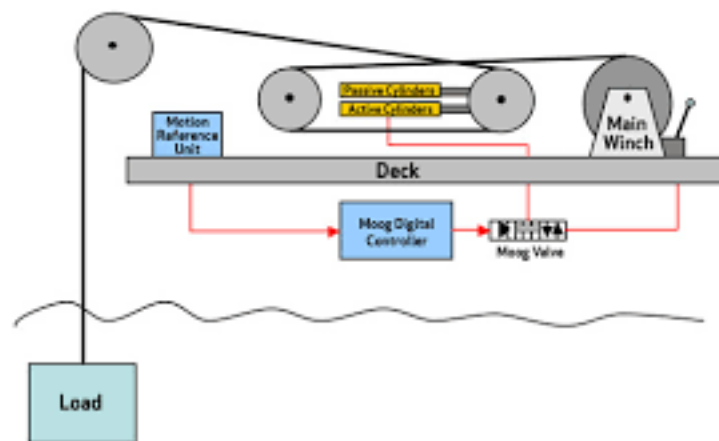 Passive Cylinders
Active Cylinders
Motion
Reference
Unit
Main
Winch
Deck
Moog Digital
Controller
Moog Valve
Load